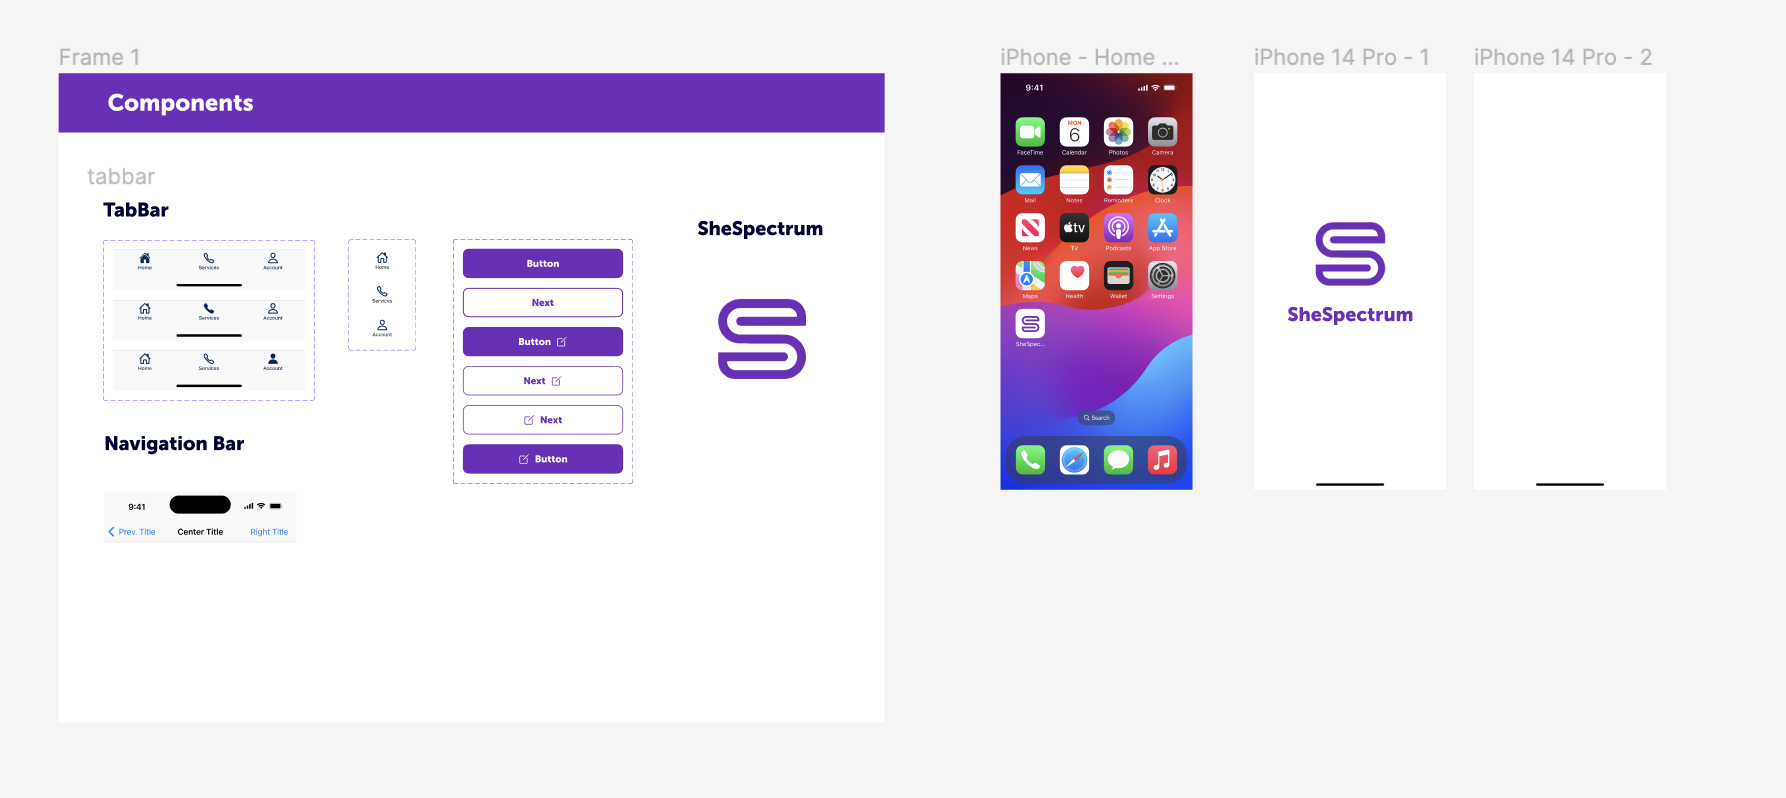 Frame 1
Components
tabbar
TabBar
Home Services Account
Home Services Account
Home Services Account
Home
Services
Account
Button
Next
Button
Next
Next
Button
SheSpectrum
Navigation Bar
9:41
Prev. Title Center Title Right Title
iPhone - Home ...
9:41
MON
6
FaceTime Calendar Photos Camera
Mail Notes Reminders Clock
tv
News TV Podcasts App Store
Maps Health Wallet Settings
SheSpec...
Search
iPhone 14 Pro - 1
SheSpectrum
iPhone 14 Pro - 2